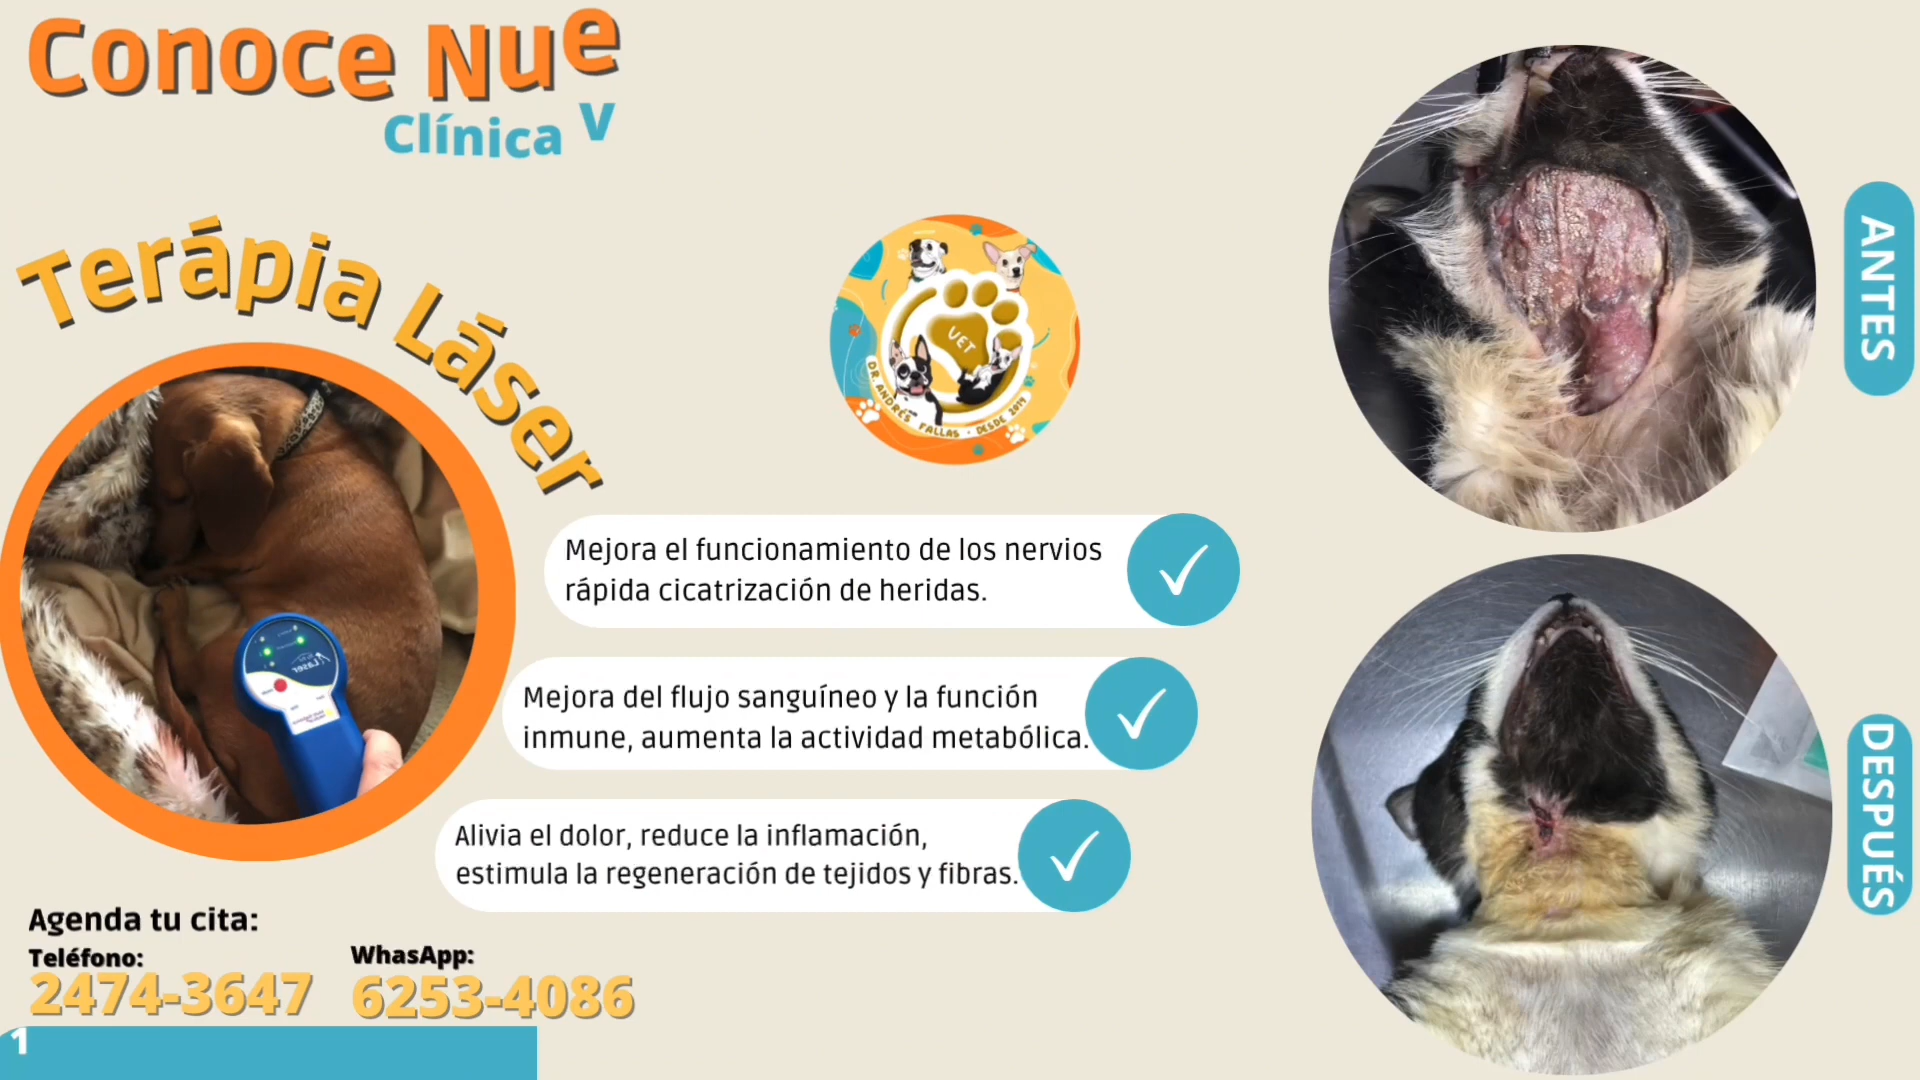 Conoce Nue
Clínica V
Terápia Láser
VET
DR. ANDRÉS FALLAS · DESDE 2019
ANTES
Mejora el funcionamiento de los nervios
rápida cicatrización de heridas.
Mejora del flujo sanguíneo y la función
inmune, aumenta la actividad metabólica.
Alivia el dolor, reduce la inflamación,
estimula la regeneración de tejidos y fibras.
DESPUÉS
Agenda tu cita:
Teléfono:
2474-3647
WhasApp:
6253-4086
1
Laser